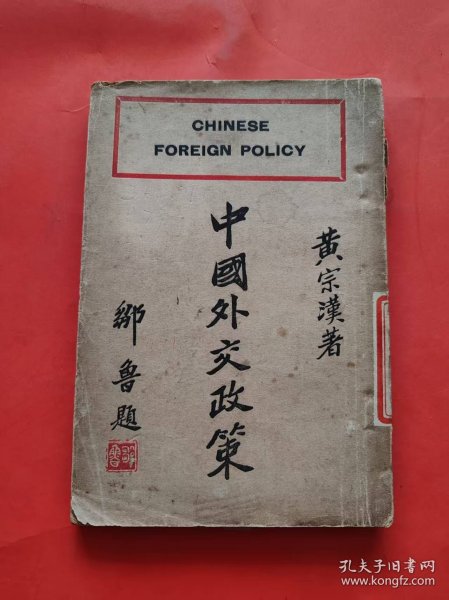 CHINESE
FOREIGN POLICY
黃宗漢著
中國外交政策
鄒魯題
孔夫子旧书网
www.kongfz.com